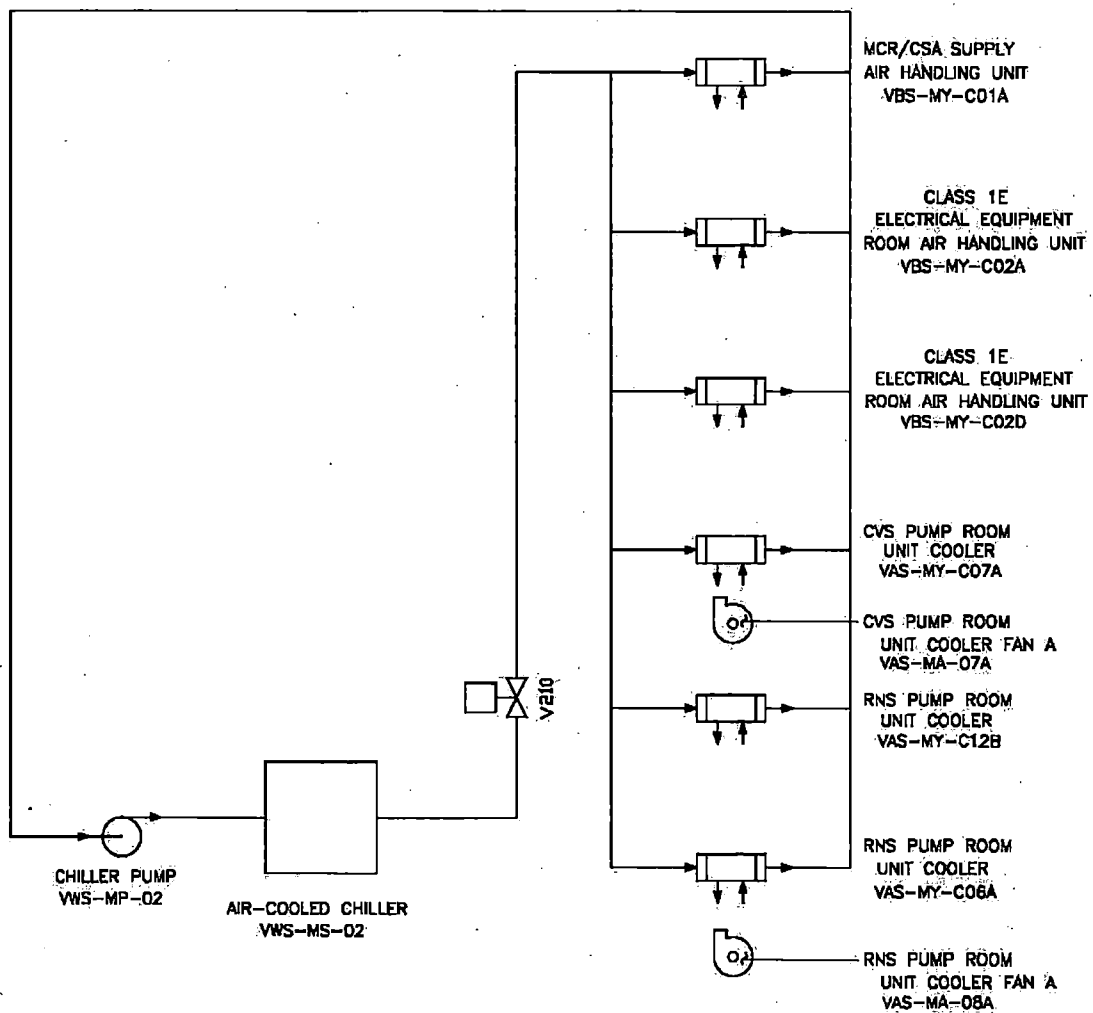 MCR/CSA SUPPLY
AIR HANDLING UNIT
VBS-MY-C01A
CLASS 1E
ELECTRICAL EQUIPMENT
ROOM AIR HANDLING UNIT
VBS-MY-C02A
CLASS 1E
ELECTRICAL EQUIPMENT
ROOM AIR HANDLING UNIT
VBS-MY-C02D
CVS PUMP ROOM
UNIT COOLER
VAS-MY-C07A
CVS PUMP ROOM
UNIT COOLER FAN A
VAS-MA-07A
V210
RNS PUMP ROOM
UNIT COOLER
VAS-MY-C12B
RNS PUMP ROOM
UNIT COOLER
VAS-MY-C06A
CHILLER PUMP
VWS-MP-02
AIR-COOLED CHILLER
VWS-MS-02
RNS PUMP ROOM
UNIT COOLER FAN A
VAS-MA-08A